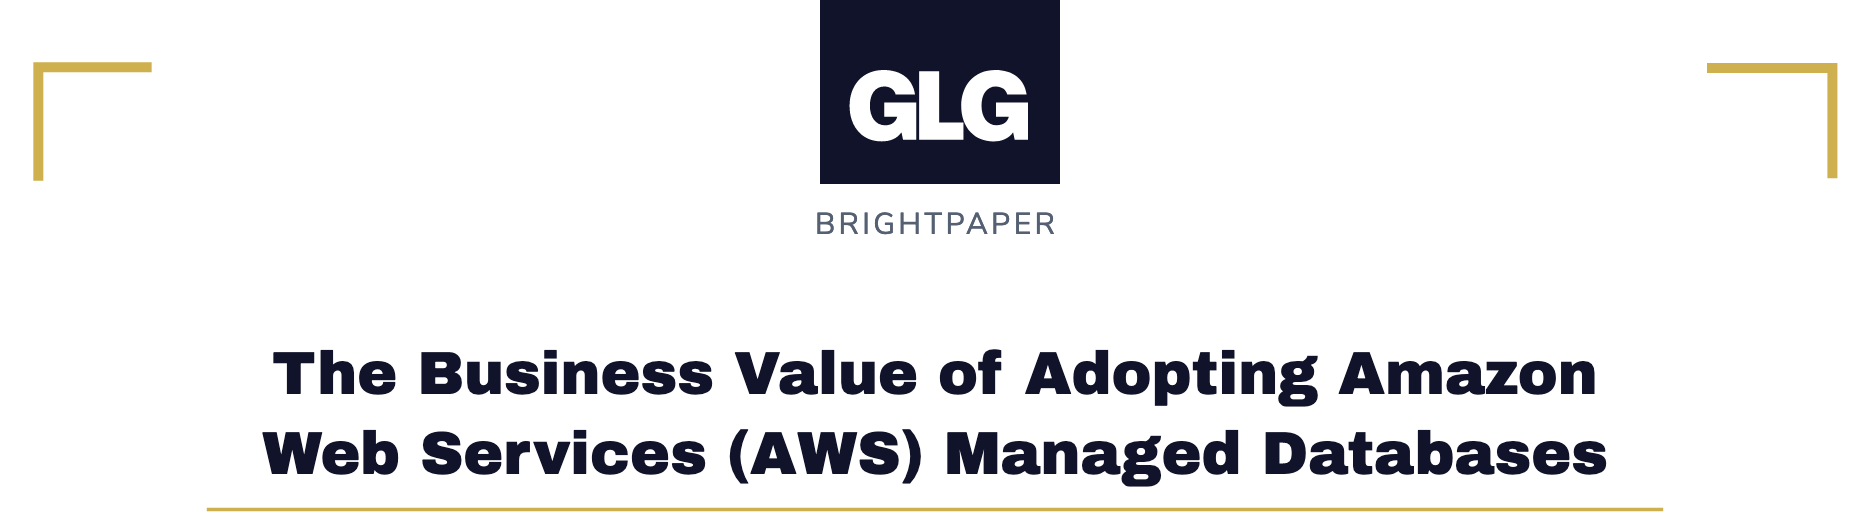 GLG
BRIGHTPAPER
The Business Value of Adopting Amazon
Web Services (AWS) Managed Databases